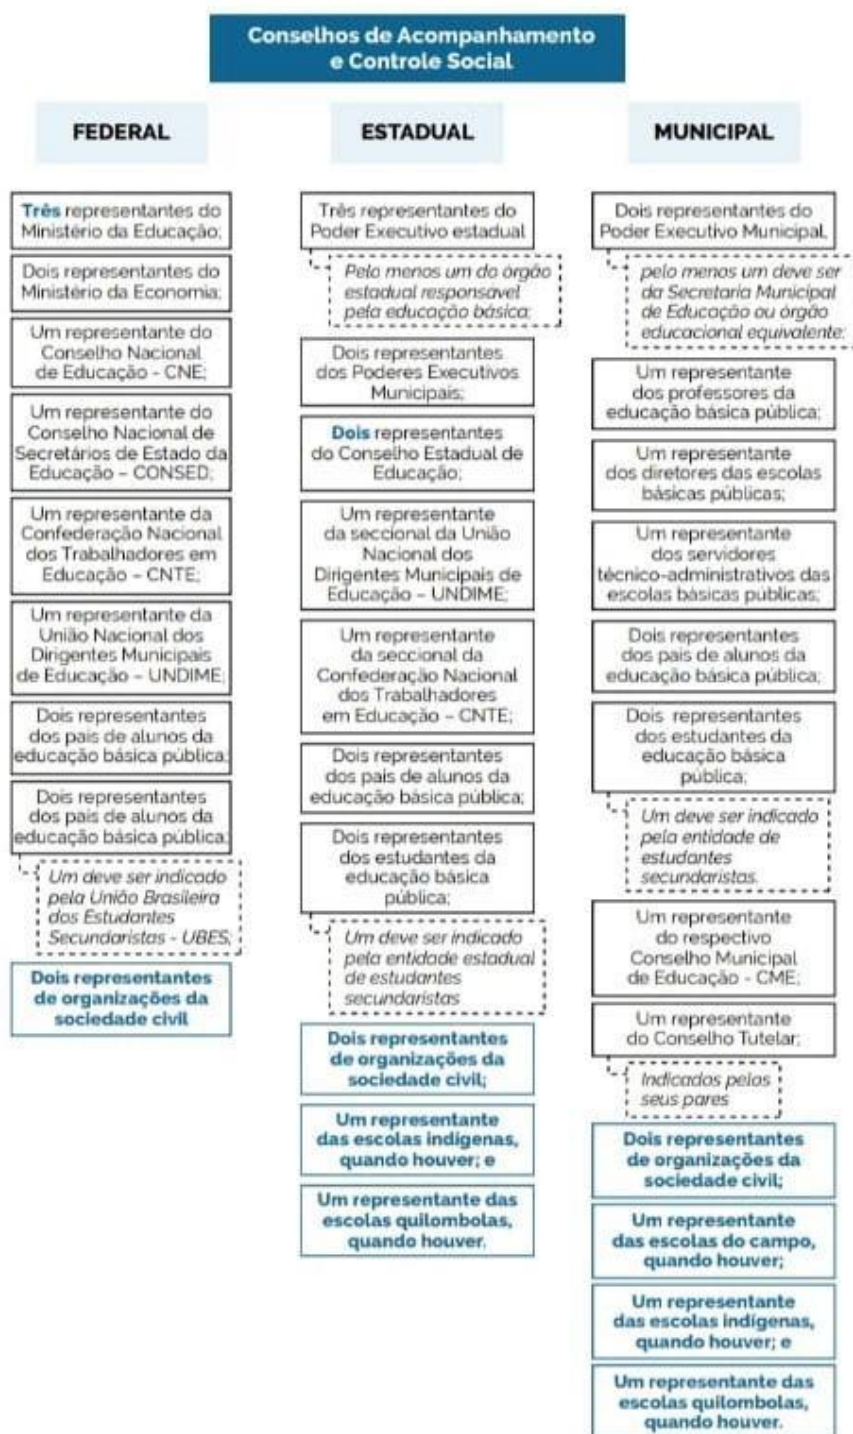 Conselhos de Acompanhamento
e Controle Social
FEDERAL
Três representantes do
Ministério da Educação;
Dois representantes do
Ministério da Economia;
Um representante do
Conselho Nacional
de Educação - CNE;
Um representante do
Conselho Nacional de
Secretários de Estado da
Educação – CONSED;
Um representante da
Confederação Nacional
dos Trabalhadores em
Educação – CNTE;
Um representante da
União Nacional dos
Dirigentes Municipais
de Educação – UNDIME;
Dois representantes
dos pais de alunos da
educação básica pública;
Dois representantes
dos pais de alunos da
educação básica pública;
Um deve ser indicado
pela União Brasileira
dos Estudantes
Secundaristas - UBES;
Dois representantes
de organizações da
sociedade civil
ESTADUAL
Três representantes do
Poder Executivo estadual
Pelo menos um do órgão
estadual responsável
pela educação básica;
Dois representantes
dos Poderes Executivos
Municipais;
Dois representantes
do Conselho Estadual de
Educação;
Um representante
da seccional da União
Nacional dos
Dirigentes Municipais de
Educação – UNDIME;
Um representante
da seccional da
Confederação Nacional
dos Trabalhadores
em Educação – CNTE;
Dois representantes
dos pais de alunos da
educação básica pública;
Dois representantes
dos estudantes da
educação básica
pública;
Um deve ser indicado
pela entidade estadual
de estudantes
secundaristas
Dois representantes
de organizações da
sociedade civil;
Um representante
das escolas indígenas,
quando houver; e
Um representante das
escolas quilombolas,
quando houver.
MUNICIPAL
Dois representantes do
Poder Executivo Municipal,
pelo menos um deve ser
da Secretaria Municipal
de Educação ou órgão
educacional equivalente;
Um representante
dos professores da
educação básica pública;
Um representante
dos diretores das escolas
básicas públicas;
Um representante
dos servidores
técnico-administrativos das
escolas básicas públicas;
Dois representantes
dos pais de alunos da
educação básica pública;
Dois representantes
dos estudantes da
educação básica
pública;
Um deve ser indicado
pela entidade de
estudantes
secundaristas.
Um representante
do respectivo
Conselho Municipal
de Educação - CME;
Um representante
do Conselho Tutelar;
Indicados pelos
seus pares
Dois representantes
de organizações da
sociedade civil;
Um representante
das escolas do campo,
quando houver;
Um representante
das escolas indígenas,
quando houver; e
Um representante das
escolas quilombolas,
quando houver.